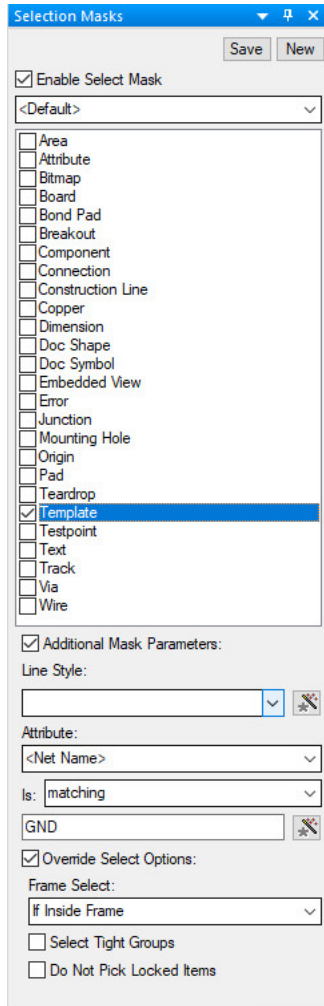 Selection Masks
Save New
Enable Select Mask
<Default>
Area
Attribute
Bitmap
Board
Bond Pad
Breakout
Component
Connection
Construction Line
Copper
Dimension
Doc Shape
Doc Symbol
Embedded View
Error
Junction
Mounting Hole
Origin
Pad
Teardrop
Template
Testpoint
Text
Track
Via
Wire
Additional Mask Parameters:
Line Style:
Attribute:
<Net Name>
Is: matching
GND
Override Select Options:
Frame Select:
If Inside Frame
Select Tight Groups
Do Not Pick Locked Items